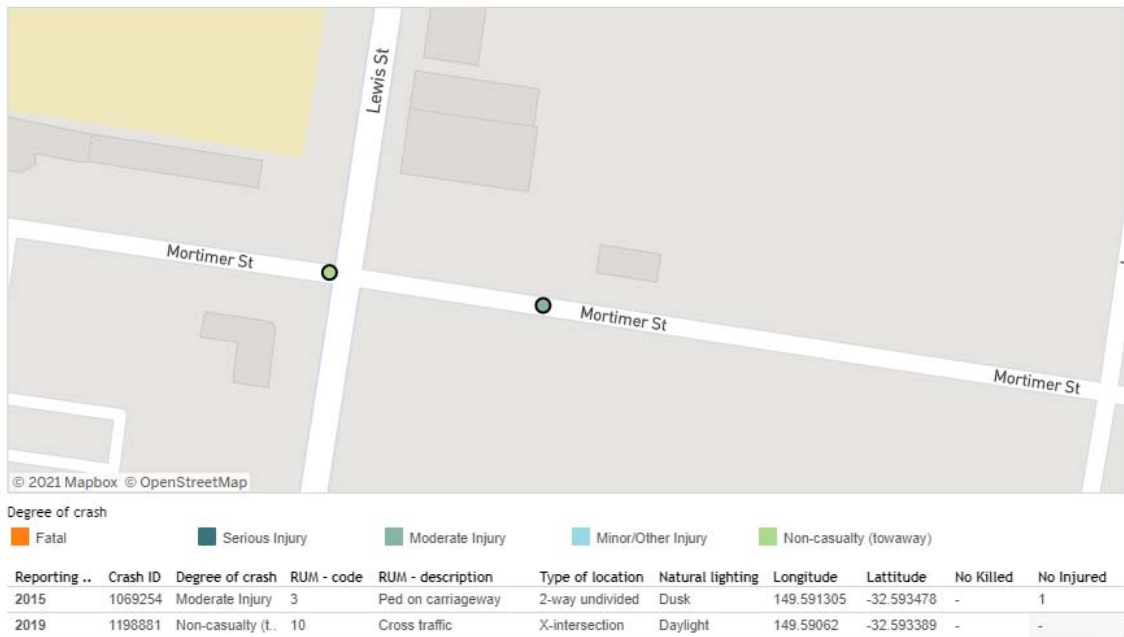 Lewis St
Mortimer St
Mortimer St
Mortimer St
© 2021 Mapbox © OpenStreetMap
Degree of crash
Fatal Serious Injury Moderate Injury Minor/Other Injury Non-casualty (towaway)
Reporting .. Crash ID Degree of crash RUM - code RUM - description Type of location Natural lighting Longitude Lattitude No Killed No Injured
2015 1069254 Moderate Injury 3 Ped on carriageway 2-way undivided Dusk 149.591305 -32.593478 - 1
2019 1198881 Non-casualty (t.. 10 Cross traffic X-intersection Daylight 149.59062 -32.593389 - -